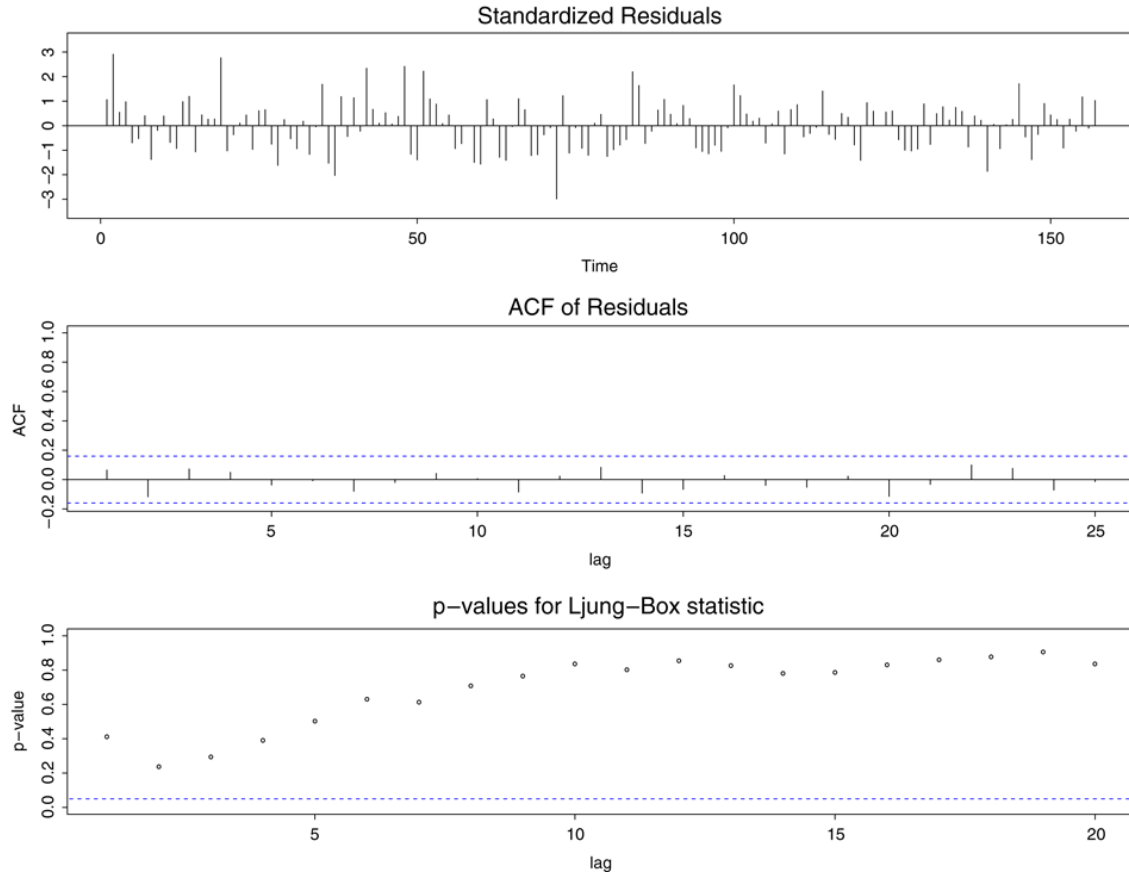 Standardized Residuals
3
2
1
0
−1
−2
−3
0 50 100 150
Time
ACF of Residuals
ACF
1.0
0.8
0.6
0.4
0.2
0.0
−0.2
5 10 15 20 25
lag
p−values for Ljung−Box statistic
p−value
1.0
0.8
0.6
0.4
0.2
0.0
5 10 15 20
lag